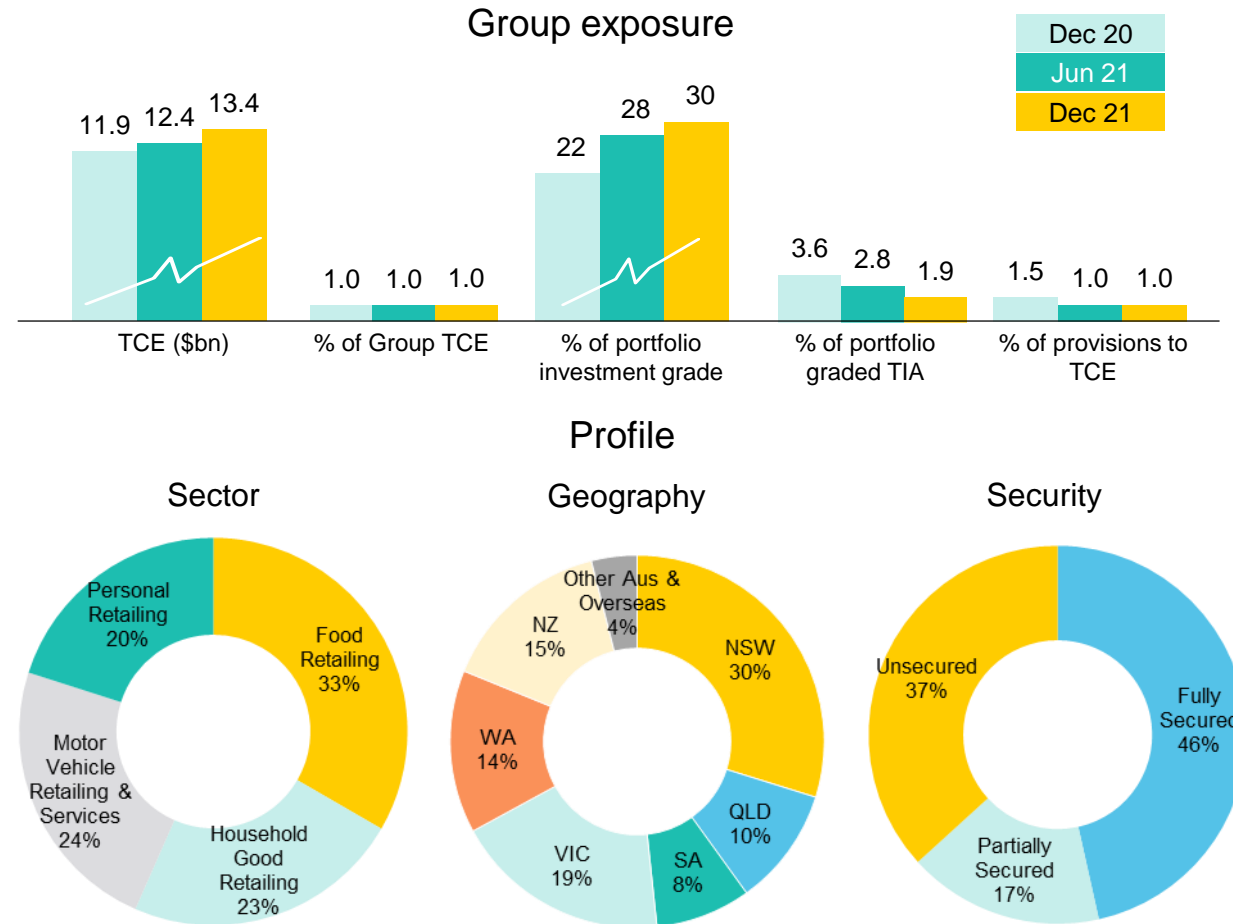 Group exposure
Dec 20
Jun 21
Dec 21
11.9
12.4
13.4
1.0
1.0
1.0
22
28
30
3.6
2.8
1.9
1.5
1.0
1.0
TCE ($bn)
% of Group TCE
% of portfolio
investment grade
% of portfolio
graded TIA
% of provisions to
TCE
Profile
Sector
Personal
Retailing
20%
Food
Retailing
33%
Motor
Vehicle
Retailing &
Services
24%
Household
Good
Retailing
23%
Geography
Other Aus &
Overseas
4%
NZ
15%
NSW
30%
WA
14%
QLD
10%
VIC
19%
SA
8%
Security
Unsecured
37%
Fully
Secured
46%
Partially
Secured
17%